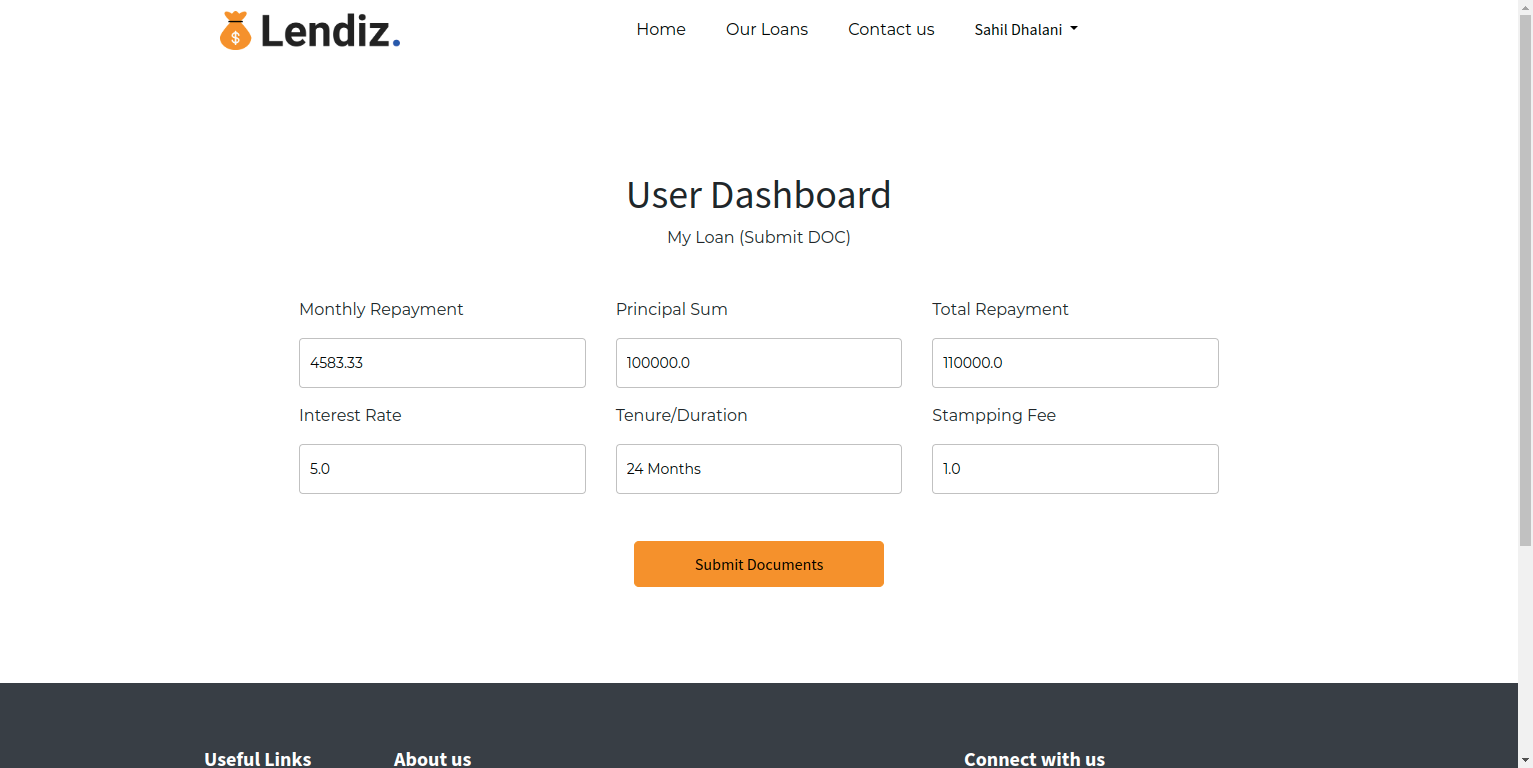 $ Lendiz.
Home Our Loans Contact us Sahil Dhalani
User Dashboard
My Loan (Submit DOC)
Monthly Repayment Principal Sum Total Repayment
4583.33 100000.0 110000.0
Interest Rate Tenure/Duration Stampping Fee
5.0 24 Months 1.0
Submit Documents
Useful Links About us Connect with us